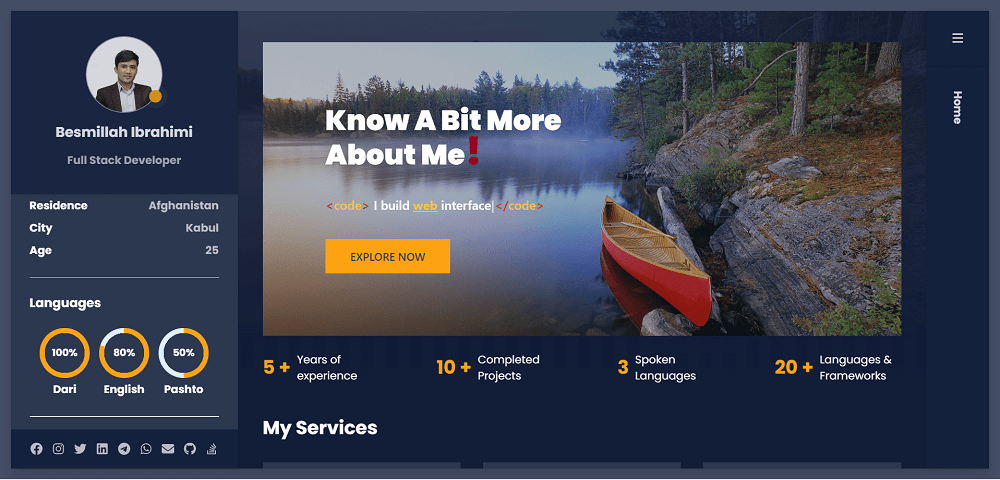 Besmillah Ibrahimi
Full Stack Developer
Residence Afghanistan
City Kabul
Age 25
Languages
100% 80% 50%
Dari English Pashto
Know A Bit More
About Me!
<code> I build web interface|</code>
EXPLORE NOW
5 + Years of
experience
10 + Completed
Projects
3 Spoken
Languages
20 + Languages &
Frameworks
My Services
Home